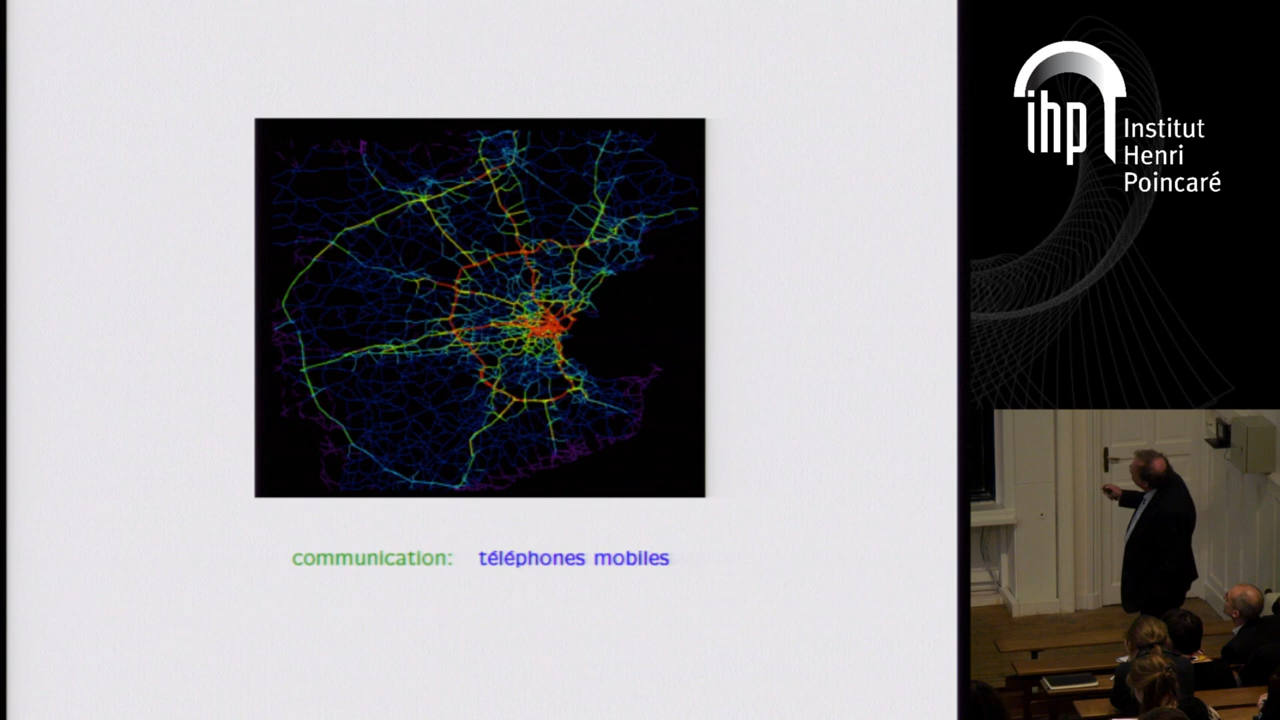 communication: téléphones mobiles
ihp
Institut
Henri
Poincaré